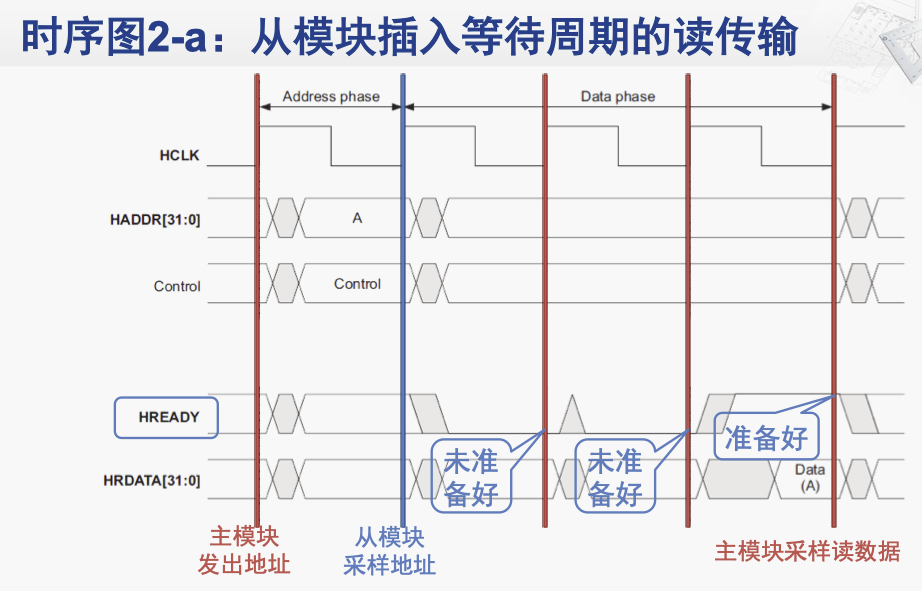 时序图2-a：从模块插入等待周期的读传输
Address phase
Data phase
HCLK
HADDR[31:0]
A
Control
Control
HREADY
准备好
未准
备好
未准
备好
HRDATA[31:0]
Data
(A)
主模块
发出地址
从模块
采样地址
主模块采样读数据